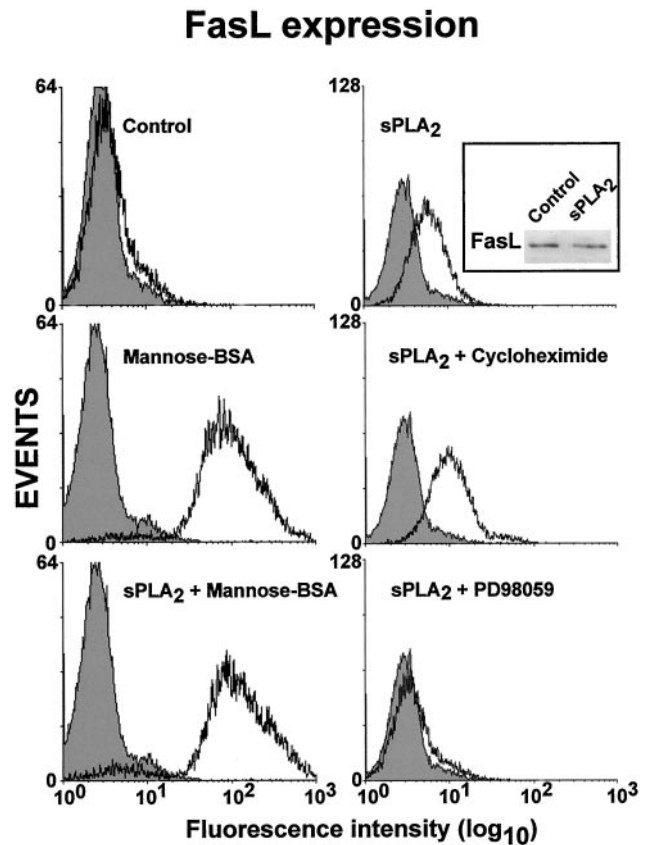 FasL expression
64
Control
0
128
sPLA2
Control
sPLA2
FasL
0
64
Mannose-BSA
0
128
sPLA2 + Cycloheximide
0
EVENTS
64
sPLA2 + Mannose-BSA
0
128
sPLA2 + PD98059
0
10^0 10^1 10^2 10^3
10^0 10^1 10^2 10^3
Fluorescence intensity (log10)